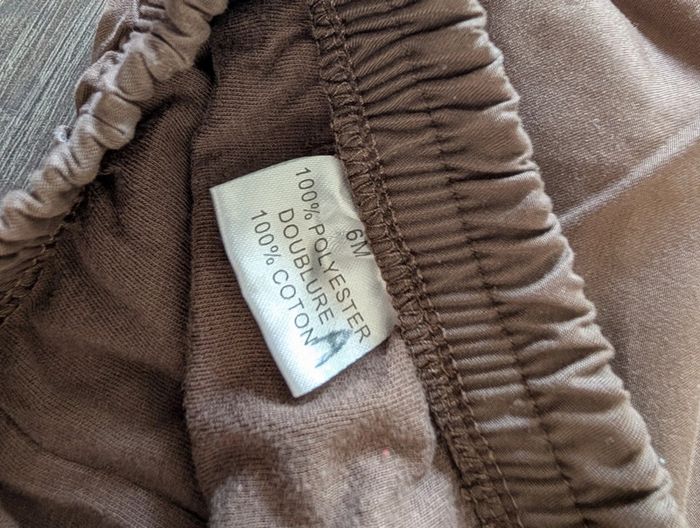 6M
100% POLYESTER
DOUBLURE
100% COTON
A